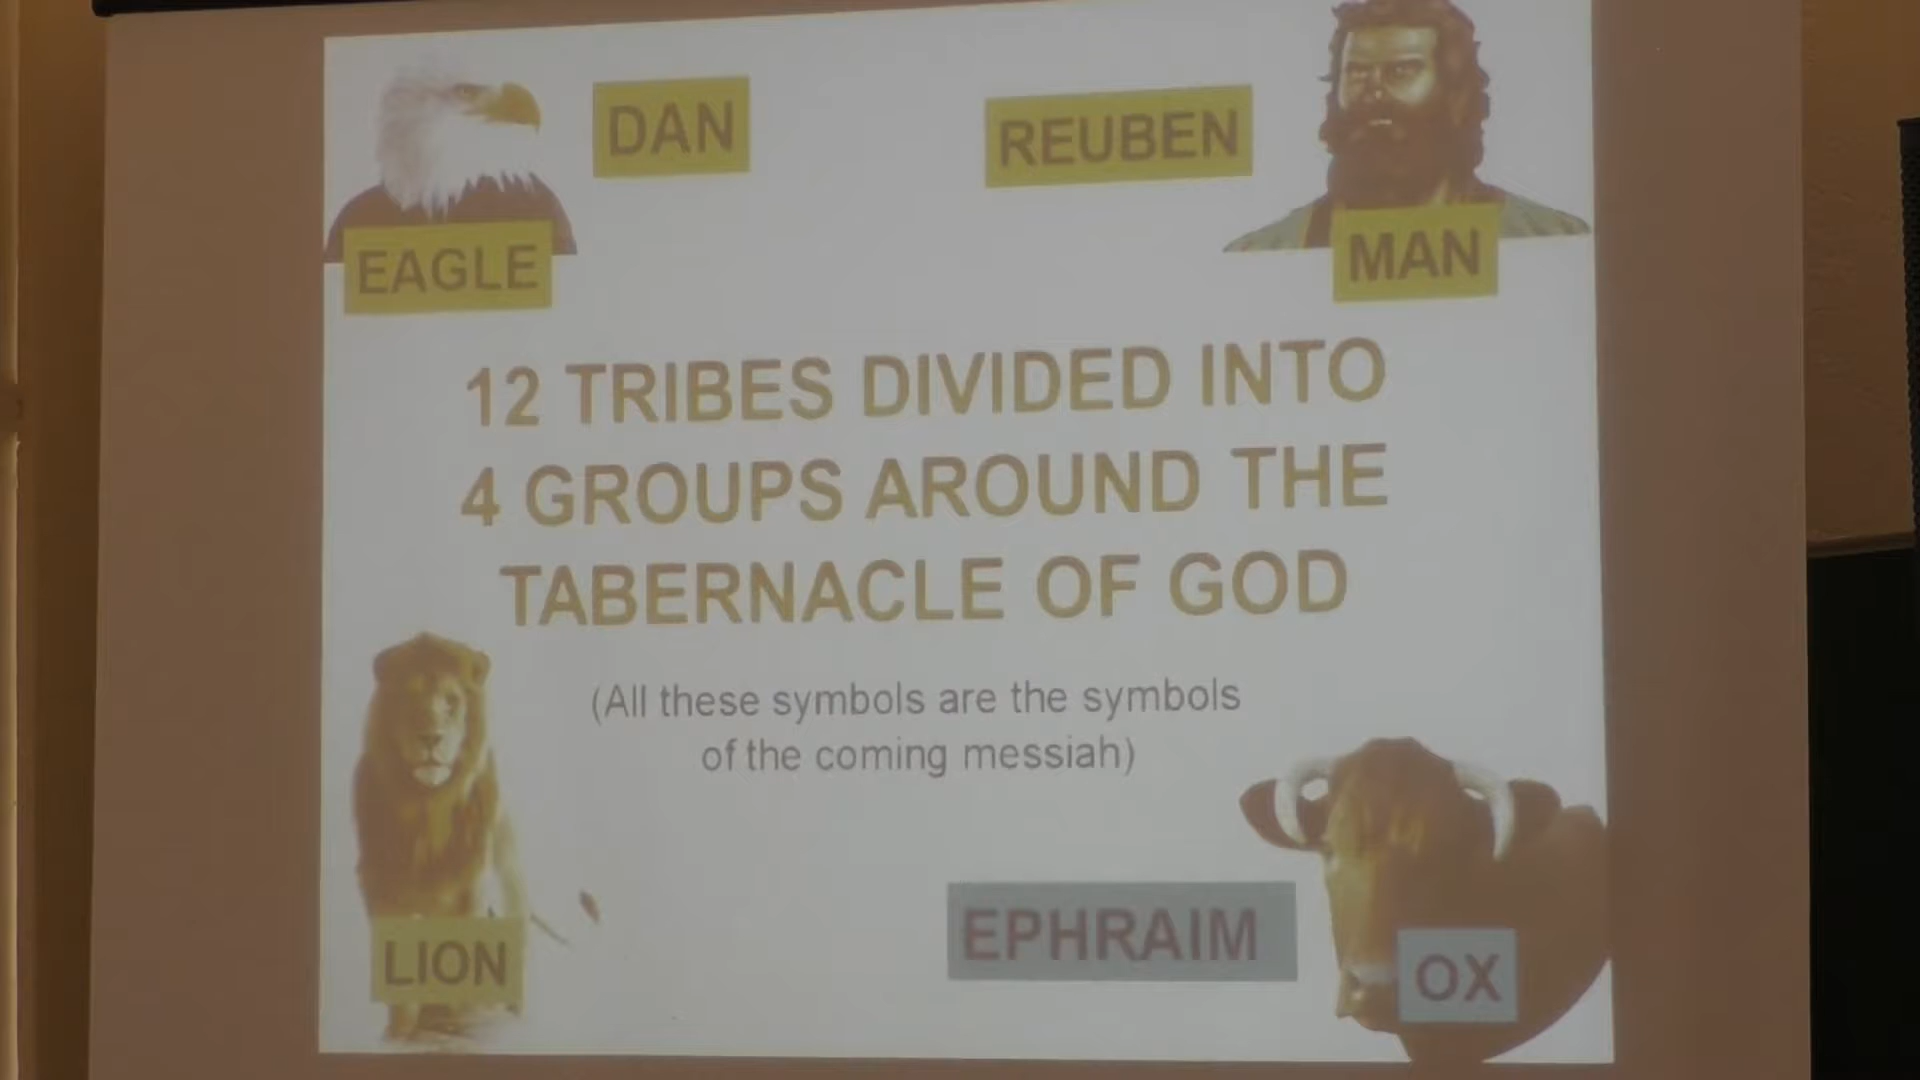 DAN
REUBEN
EAGLE
MAN
12 TRIBES DIVIDED INTO
4 GROUPS AROUND THE
TABERNACLE OF GOD
(All these symbols are the symbols
of the coming messiah)
EPHRAIM
LION
OX